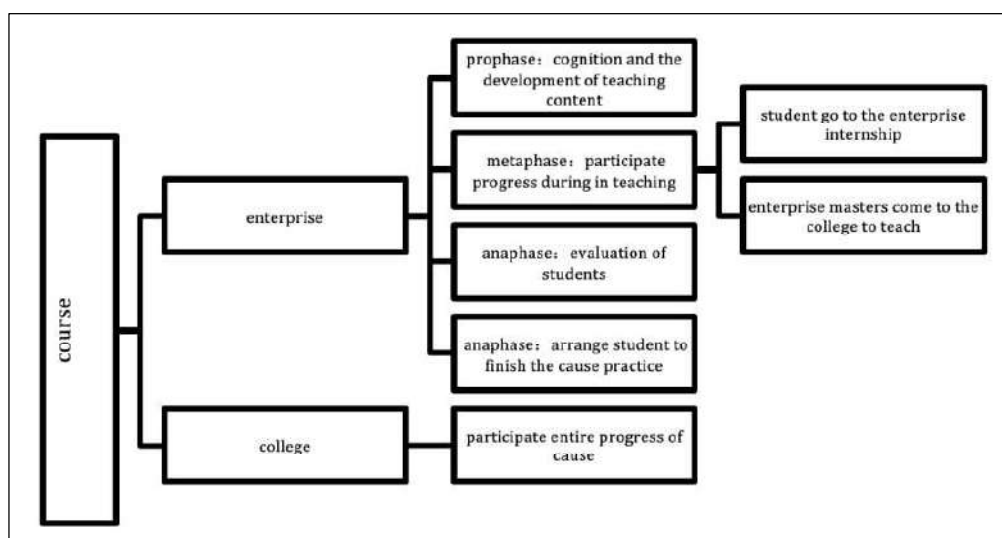 prophase：cognition and the
development of teaching
content
student go to the enterprise
internship
metaphase：participate
progress during in teaching
enterprise masters come to the
college to teach
enterprise
anaphase：evaluation of
students
course
anaphase：arrange student to
finish the cause practice
college
participate entire progress of
cause